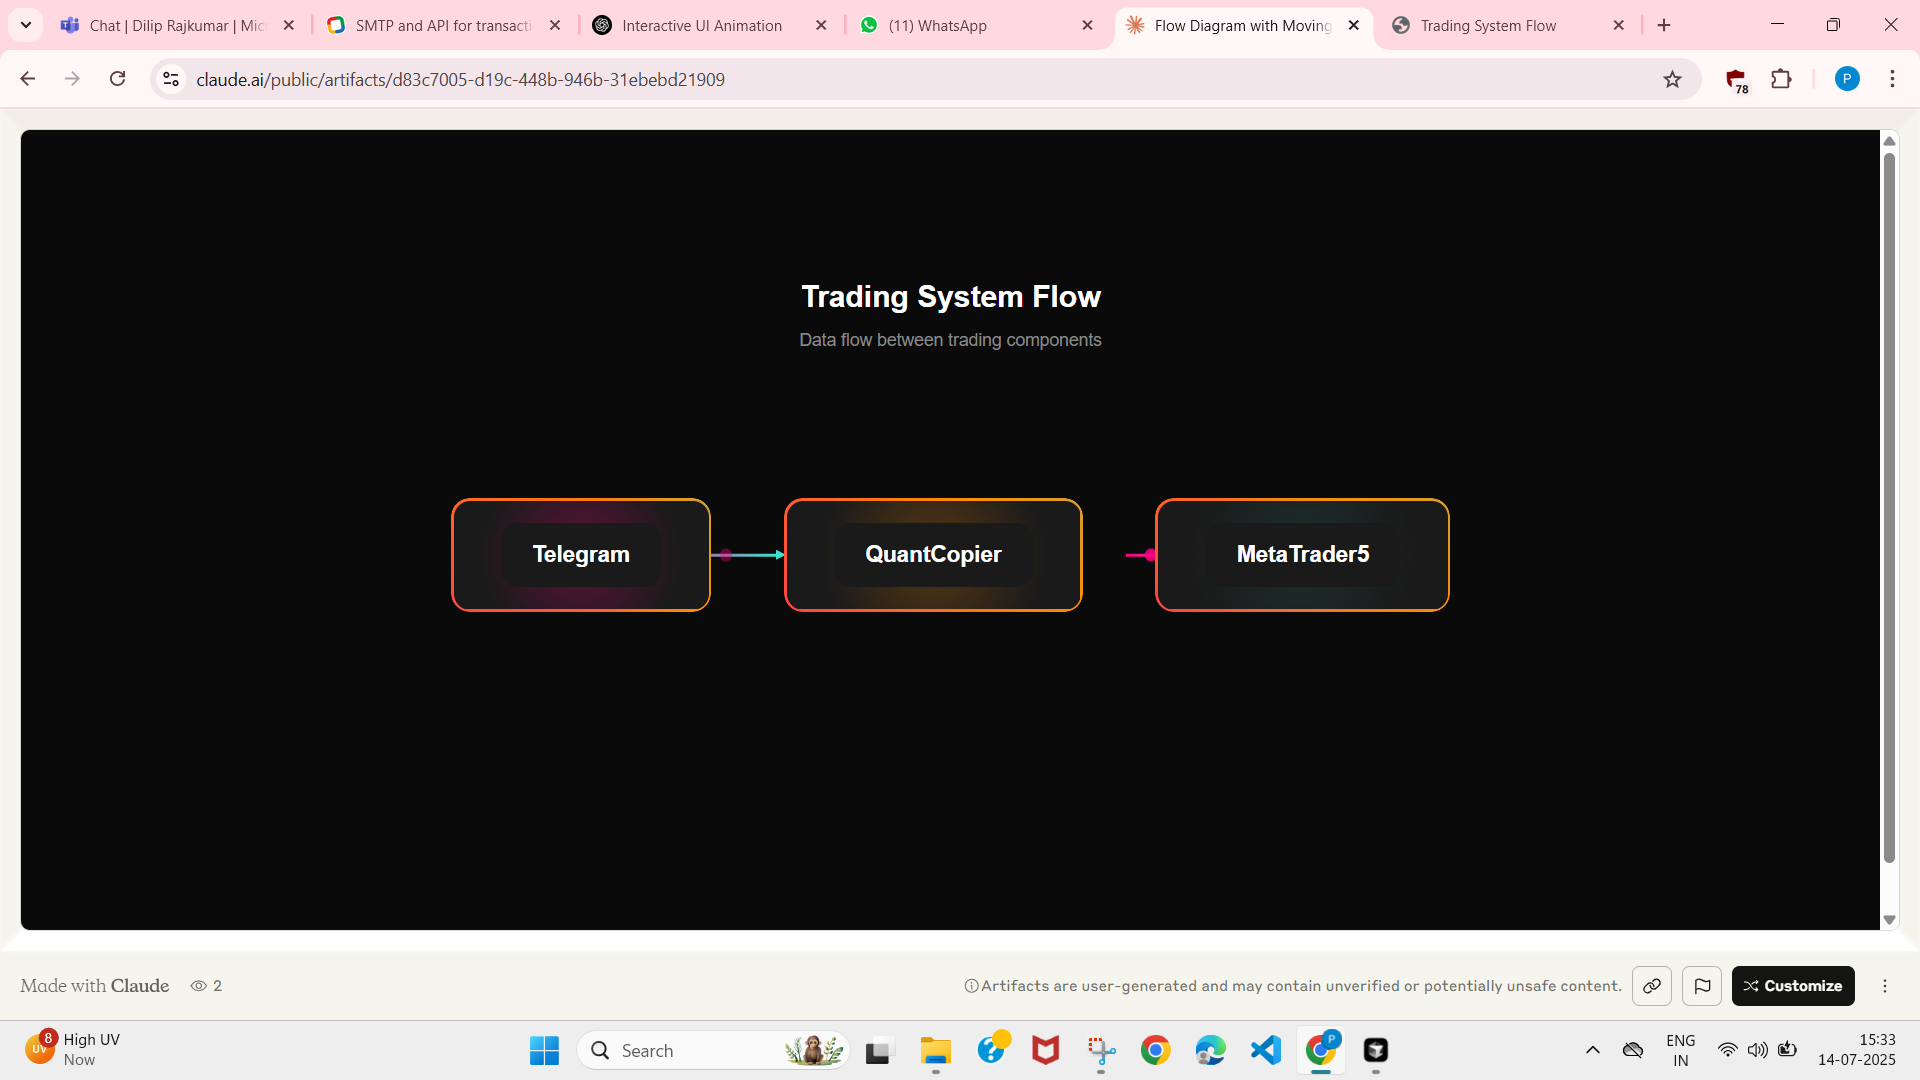 Chat | Dilip Rajkumar | Mic
SMTP and API for transacti
Interactive UI Animation
(11) WhatsApp
Flow Diagram with Moving
Trading System Flow
claude.ai/public/artifacts/d83c7005-d19c-448b-946b-31ebebd21909
78
P
Trading System Flow
Data flow between trading components
Telegram
QuantCopier
MetaTrader5
Made with Claude
2
Artifacts are user-generated and may contain unverified or potentially unsafe content.
Customize
UV
8
High UV
Now
Search
P
ENG
IN
15:33
14-07-2025